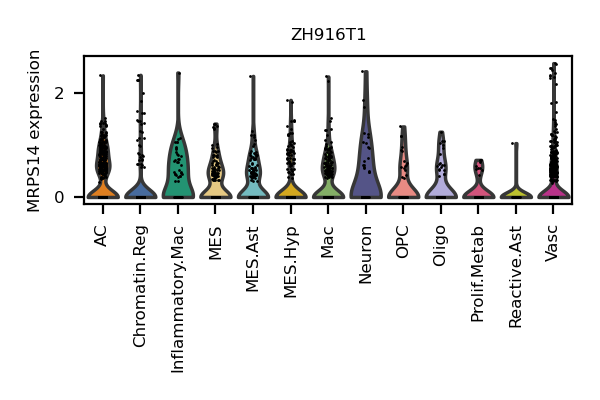 ZH916T1
MRPS14 expression
2
0
AC
Chromatin.Reg
Inflammatory.Mac
MES
MES.Ast
MES.Hyp
Mac
Neuron
OPC
Oligo
Prolif.Metab
Reactive.Ast
Vasc